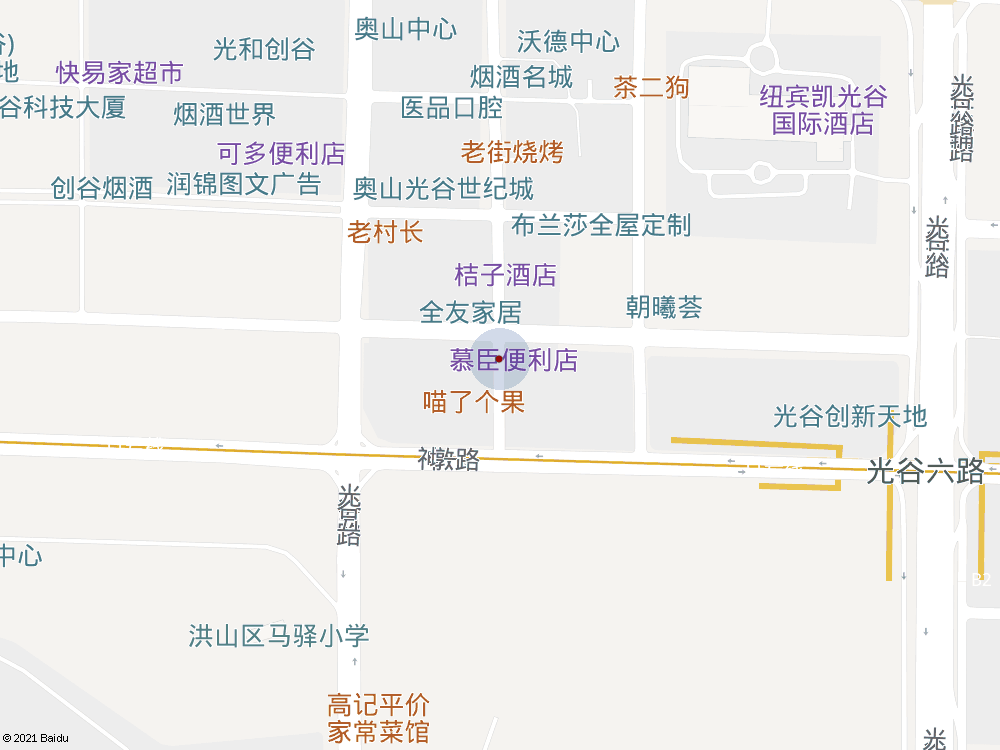 奥山中心
光和创谷
沃德中心
谷)
地
快易家超市
烟酒名城
茶二狗
谷科技大厦
烟酒世界
医品口腔
纽宾凯光谷
国际酒店
可多便利店
老街烧烤
创谷烟酒
润锦图文广告
奥山光谷世纪城
老村长
布兰莎全屋定制
桔子酒店
全友家居
朝曦荟
慕臣便利店
喵了个果
光谷创新天地
光谷六路
中心
B2
洪山区马驿小学
高记平价
家常菜馆
© 2021 Baidu